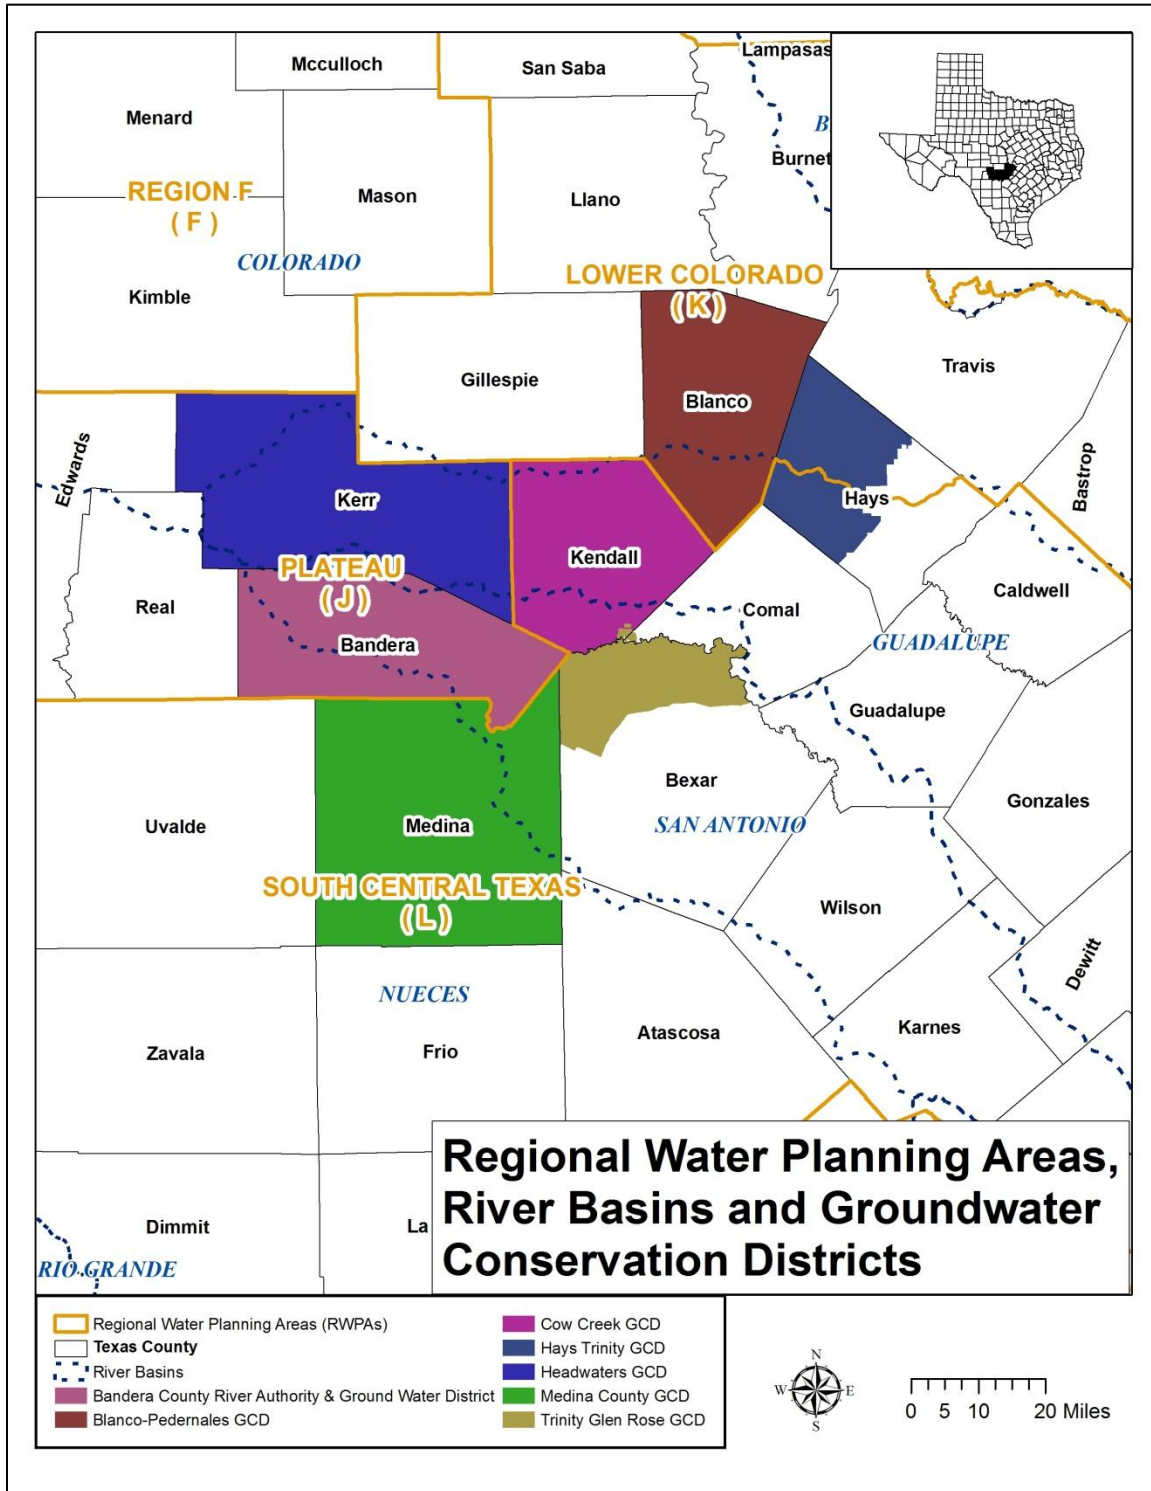 Mcculloch
San Saba
Lampasas
Menard
REGION F
( F )
Mason
Llano
Burnet
COLORADO
Kimble
LOWER COLORADO
( K )
Travis
Gillespie
Blanco
Bastrop
Edwards
Kerr
Hays
Kendall
PLATEAU
( J )
Caldwell
Real
Comal
Bandera
GUADALUPE
Guadalupe
Bexar
Gonzales
Uvalde
Medina
SAN ANTONIO
SOUTH CENTRAL TEXAS
( L )
Wilson
Dewitt
NUECES
Karnes
Zavala
Frio
Atascosa
Dimmit
La
RIO GRANDE
Regional Water Planning Areas,
River Basins and Groundwater
Conservation Districts
Regional Water Planning Areas (RWPAs)
Texas County
River Basins
Bandera County River Authority & Ground Water District
Blanco-Pedernales GCD
Cow Creek GCD
Hays Trinity GCD
Headwaters GCD
Medina County GCD
Trinity Glen Rose GCD
N
W E
S
0 5 10 20 Miles